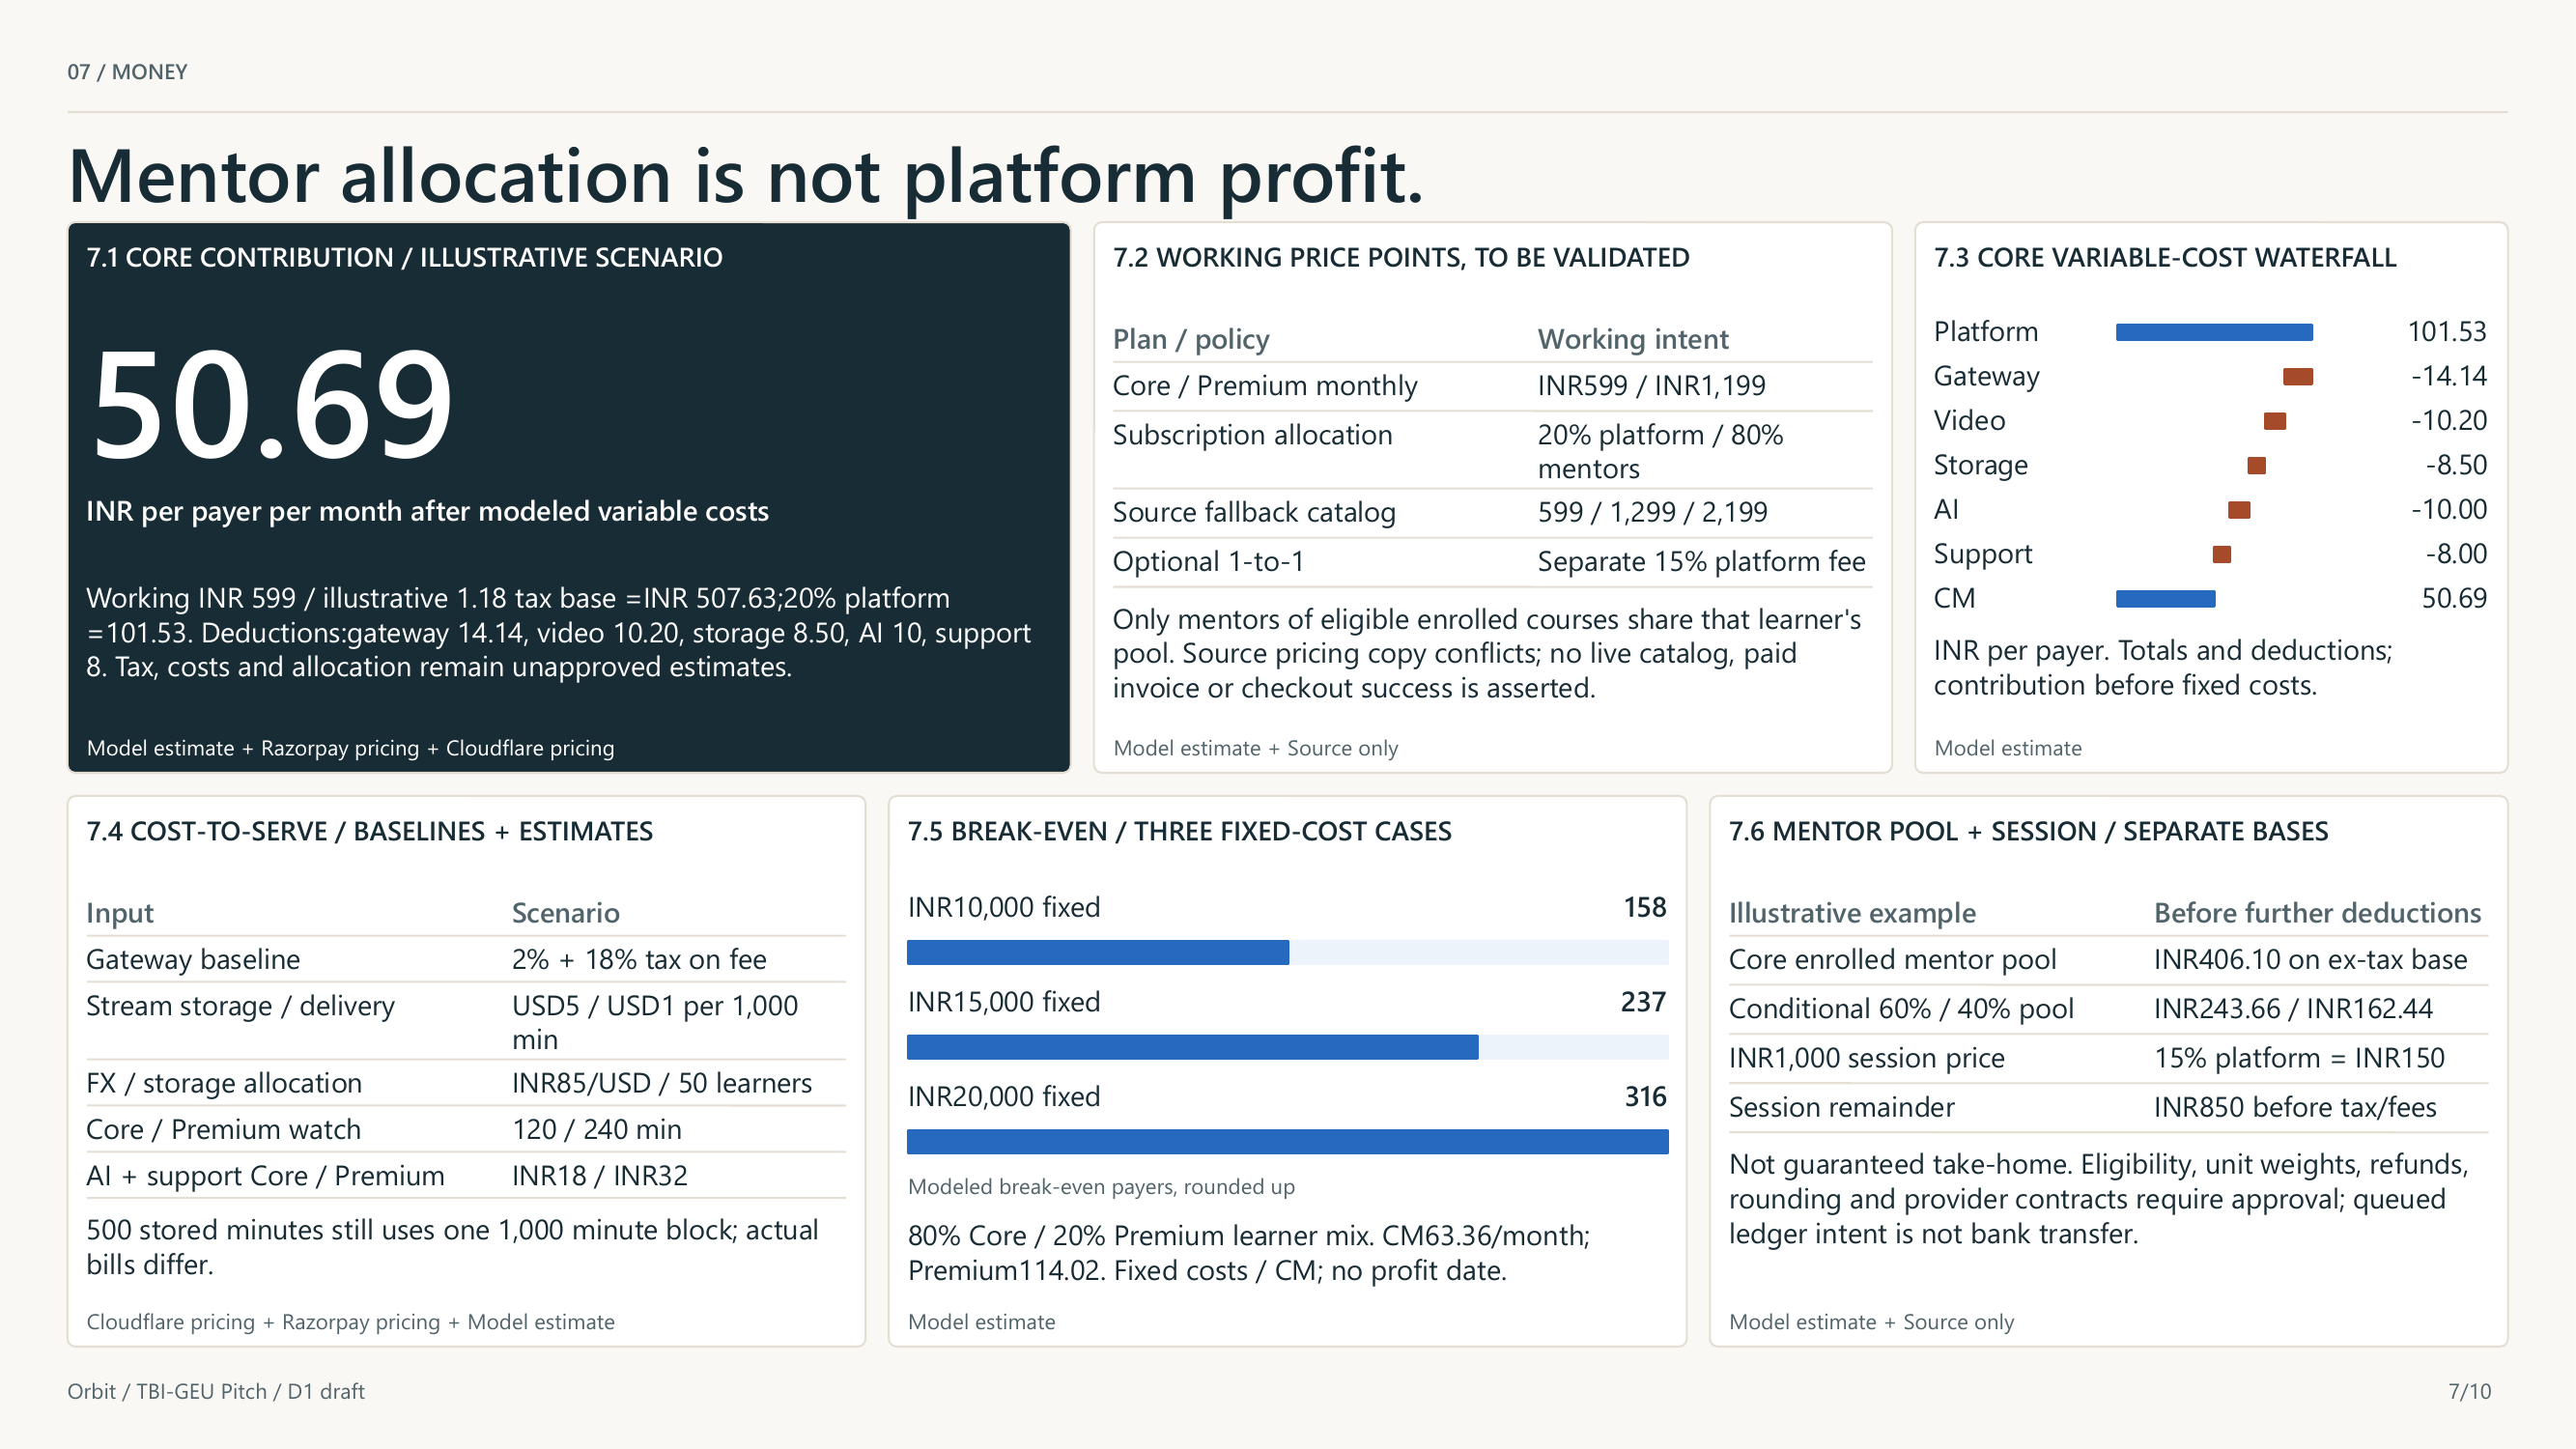 07 / MONEY
Mentor allocation is not platform profit.
7.1 CORE CONTRIBUTION / ILLUSTRATIVE SCENARIO
50.69
INR per payer per month after modeled variable costs
Working INR 599 / illustrative 1.18 tax base =INR 507.63;20% platform
=101.53. Deductions:gateway 14.14, video 10.20, storage 8.50, AI 10, support
8. Tax, costs and allocation remain unapproved estimates.
Model estimate + Razorpay pricing + Cloudflare pricing
7.2 WORKING PRICE POINTS, TO BE VALIDATED
Plan / policy Working intent
Core / Premium monthly INR599 / INR1,199
Subscription allocation 20% platform / 80%
mentors
Source fallback catalog 599 / 1,299 / 2,199
Optional 1-to-1 Separate 15% platform fee
Only mentors of eligible enrolled courses share that learner's
pool. Source pricing copy conflicts; no live catalog, paid
invoice or checkout success is asserted.
Model estimate + Source only
7.3 CORE VARIABLE-COST WATERFALL
Platform 101.53
Gateway -14.14
Video -10.20
Storage -8.50
AI -10.00
Support -8.00
CM 50.69
INR per payer. Totals and deductions;
contribution before fixed costs.
Model estimate
7.4 COST-TO-SERVE / BASELINES + ESTIMATES
Input Scenario
Gateway baseline 2% + 18% tax on fee
Stream storage / delivery USD5 / USD1 per 1,000
min
FX / storage allocation INR85/USD / 50 learners
Core / Premium watch 120 / 240 min
AI + support Core / Premium INR18 / INR32
500 stored minutes still uses one 1,000 minute block; actual
bills differ.
Cloudflare pricing + Razorpay pricing + Model estimate
7.5 BREAK-EVEN / THREE FIXED-COST CASES
INR10,000 fixed 158
INR15,000 fixed 237
INR20,000 fixed 316
Modeled break-even payers, rounded up
80% Core / 20% Premium learner mix. CM63.36/month;
Premium114.02. Fixed costs / CM; no profit date.
Model estimate
7.6 MENTOR POOL + SESSION / SEPARATE BASES
Illustrative example Before further deductions
Core enrolled mentor pool INR406.10 on ex-tax base
Conditional 60% / 40% pool INR243.66 / INR162.44
INR1,000 session price 15% platform = INR150
Session remainder INR850 before tax/fees
Not guaranteed take-home. Eligibility, unit weights, refunds,
rounding and provider contracts require approval; queued
ledger intent is not bank transfer.
Model estimate + Source only
Orbit / TBI-GEU Pitch / D1 draft
7/10